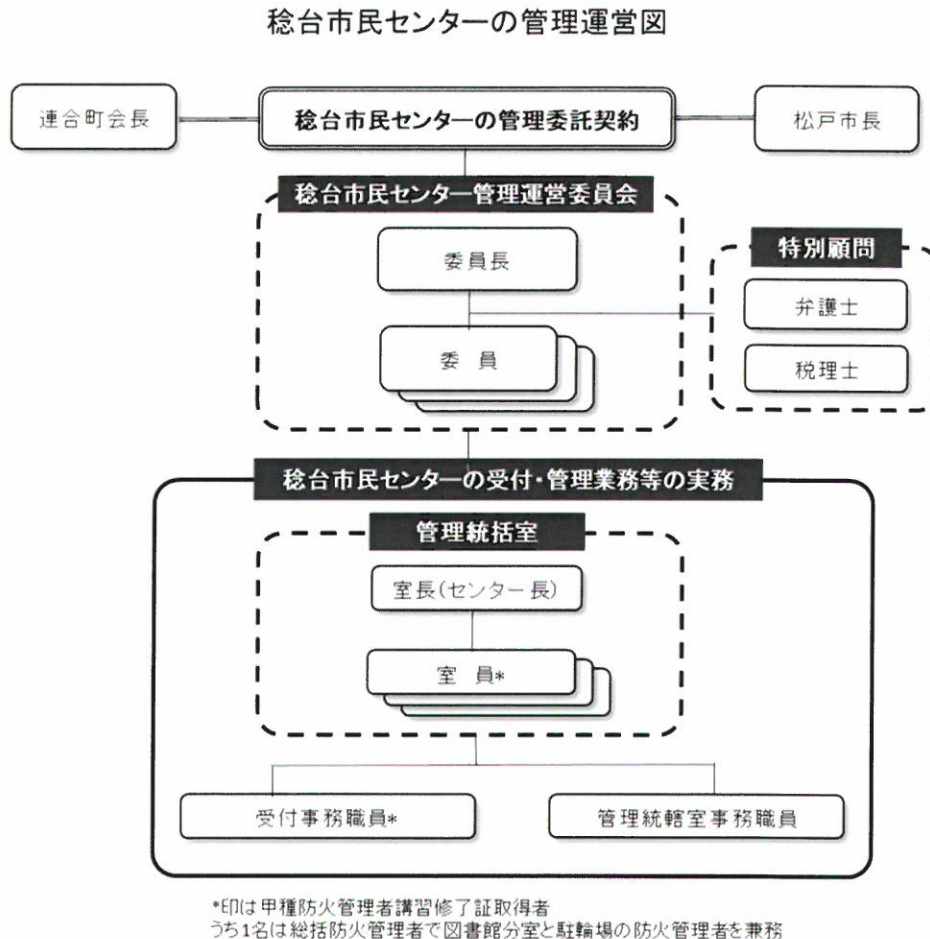 稔台市民センターの管理運営図
連合町会長
稔台市民センターの管理委託契約
松戸市長
稔台市民センター管理運営委員会
委員長
委員
特別顧問
弁護士
税理士
稔台市民センターの受付・管理業務等の実務
管理統括室
室長(センター長)
室員*
受付事務職員*
管理統轄室事務職員
*印は甲種防火管理者講習修了証取得者
うち1名は総括防火管理者で図書館分室と駐輪場の防火管理者を兼務